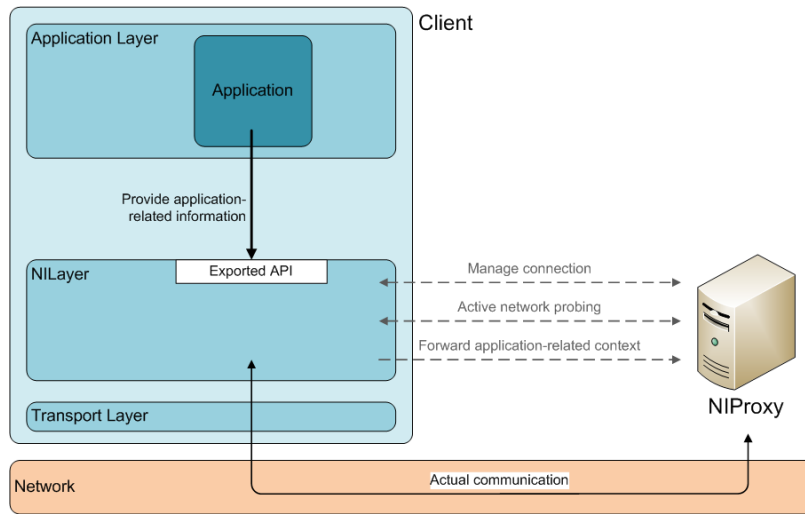 Client
Application Layer
Application
Provide application-
related information
NILayer
Exported API
Manage connection
Active network probing
Forward application-related context
NIProxy
Transport Layer
Actual communication
Network